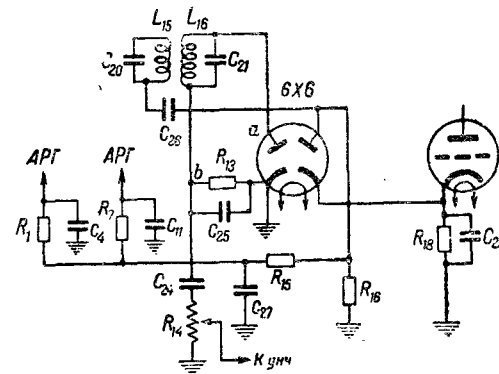 L₁₅ L₁₆
C₂₀ C₂₁
6Х6
C₂₆
а
АРГ АРГ b R₁₃
R₁ C₄ R₇ C₁₁ C₂₅ R₁₈ C₂
C₂₄ C₂₇ R₁₅ R₁₆
R₁₄
К унч